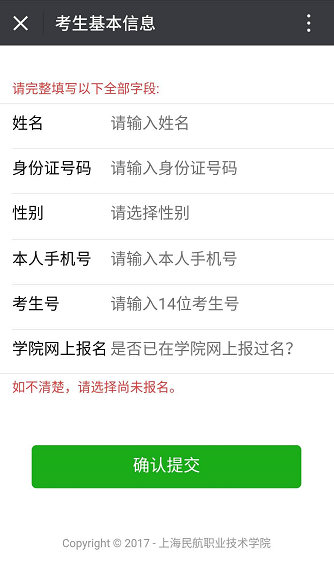 考生基本信息
请完整填写以下全部字段:
姓名 请输入姓名
身份证号码 请输入身份证号码
性别 请选择性别
本人手机号 请输入本人手机号
考生号 请输入14位考生号
学院网上报名 是否已在学院网上报过名?
如不清楚，请选择尚未报名。
确认提交
Copyright © 2017 - 上海民航职业技术学院